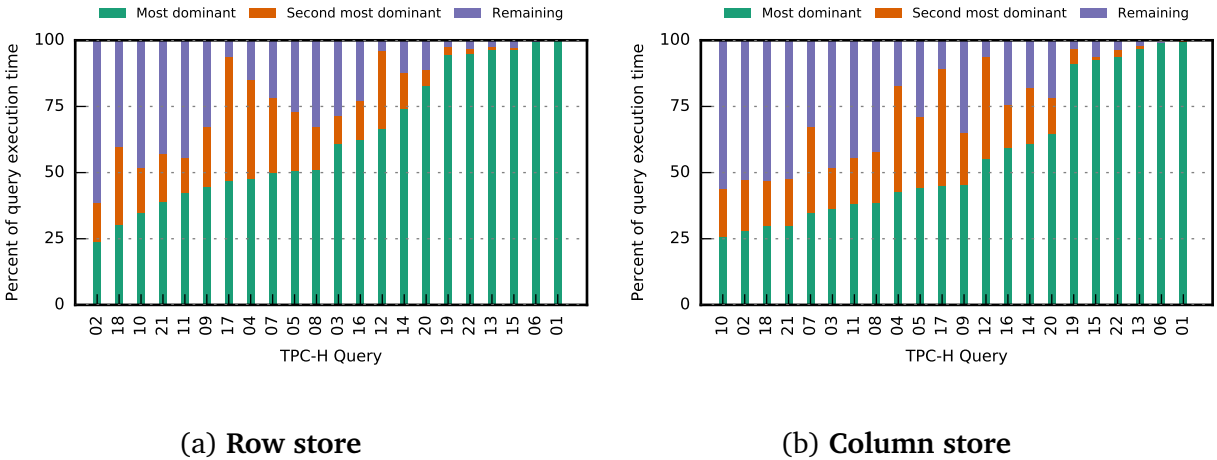 Most dominant Second most dominant Remaining
100
75
50
25
0
Percent of query execution time
02 18 10 21 11 09 17 04 07 05 08 03 16 12 14 20 19 22 13 15 06 01
TPC-H Query
(a) Row store
Most dominant Second most dominant Remaining
100
75
50
25
0
Percent of query execution time
10 02 18 21 07 03 11 08 04 05 17 09 12 16 14 20 19 15 22 13 06 01
TPC-H Query
(b) Column store